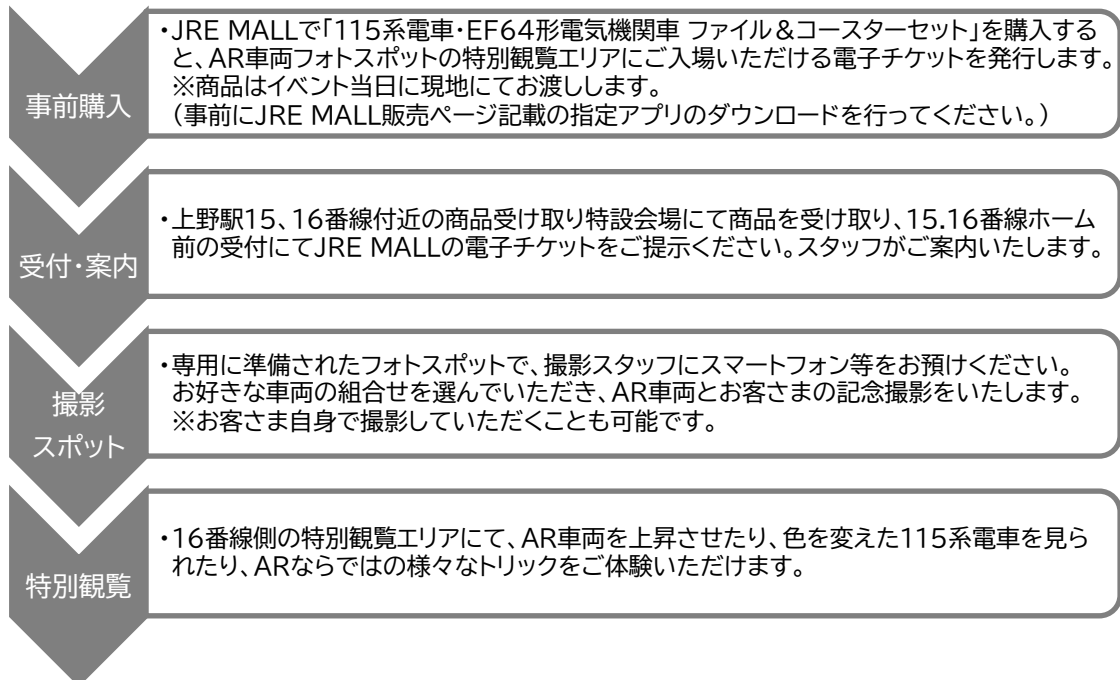 事前購入
・JRE MALLで「115系電車・EF64形電気機関車 ファイル＆コースターセット」を購入する
と、AR車両フォトスポットの特別観覧エリアにご入場いただける電子チケットを発行します。
※商品はイベント当日に現地にてお渡しします。
（事前にJRE MALL販売ページ記載の指定アプリのダウンロードを行ってください。）
受付・案内
・上野駅15、16番線付近の商品受け取り特設会場にて商品を受け取り、15.16番線ホーム
前の受付にてJRE MALLの電子チケットをご提示ください。スタッフがご案内いたします。
撮影
スポット
・専用に準備されたフォトスポットで、撮影スタッフにスマートフォン等をお預けください。
お好きな車両の組合せを選んでいただき、AR車両とお客さまの記念撮影をいたします。
※お客さま自身で撮影していただくことも可能です。
特別観覧
・16番線側の特別観覧エリアにて、AR車両を上昇させたり、色を変えた115系電車を見ら
れたり、ARならではの様々なトリックをご体験いただけます。